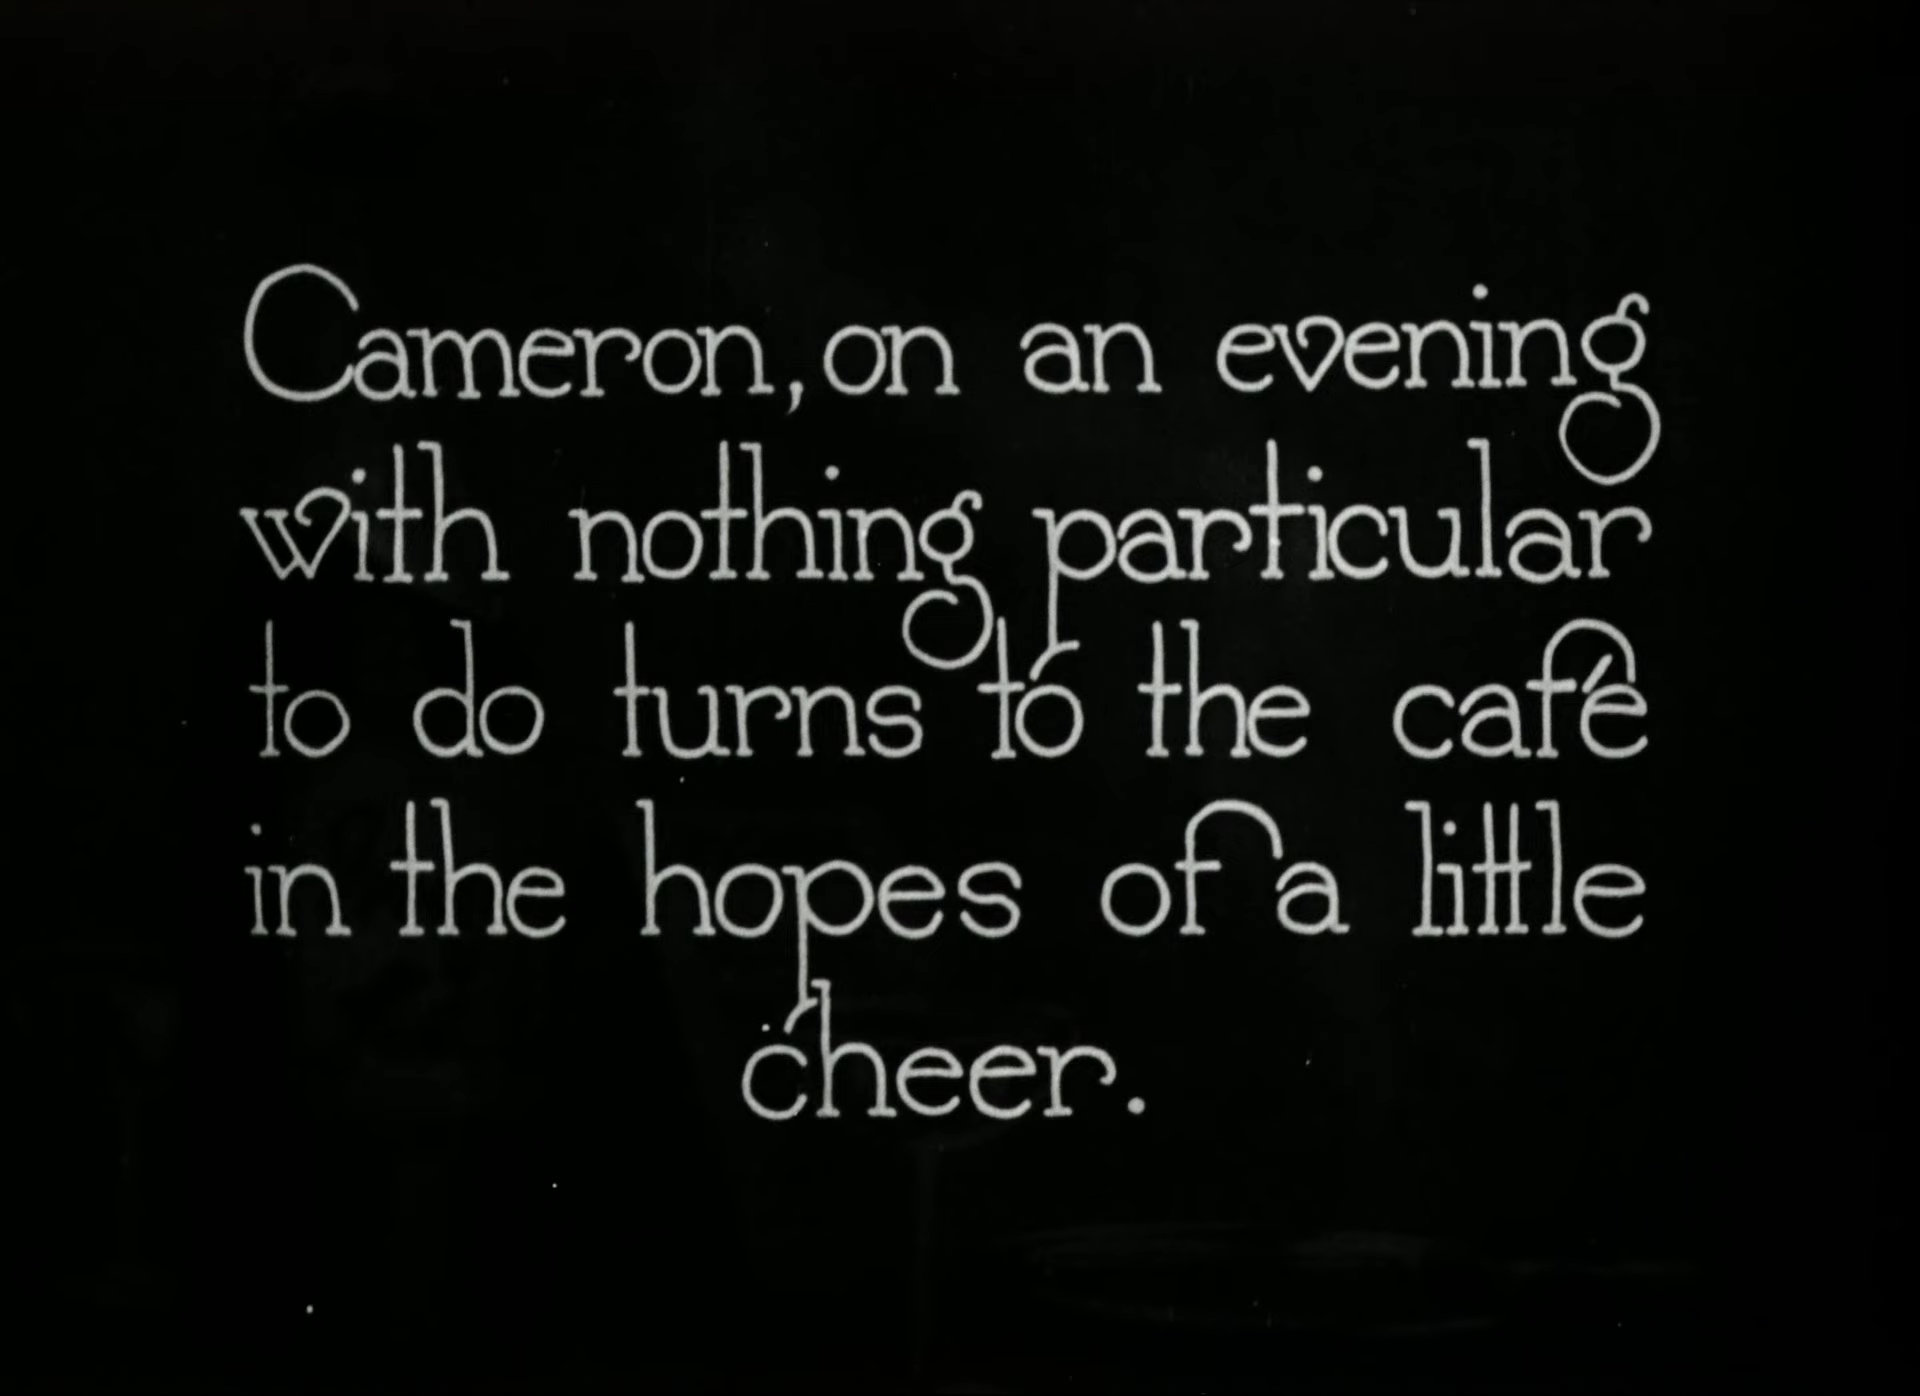 Cameron, on an evening
with nothing particular
to do turns to the café
in the hopes of a little
cheer.